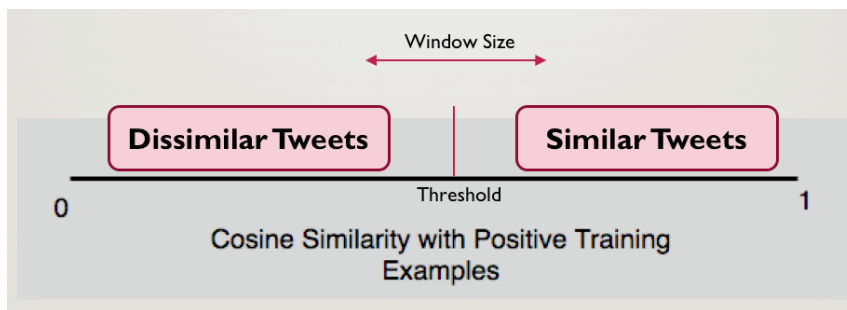 Window Size
Dissimilar Tweets
Similar Tweets
Threshold
0
1
Cosine Similarity with Positive Training
Examples